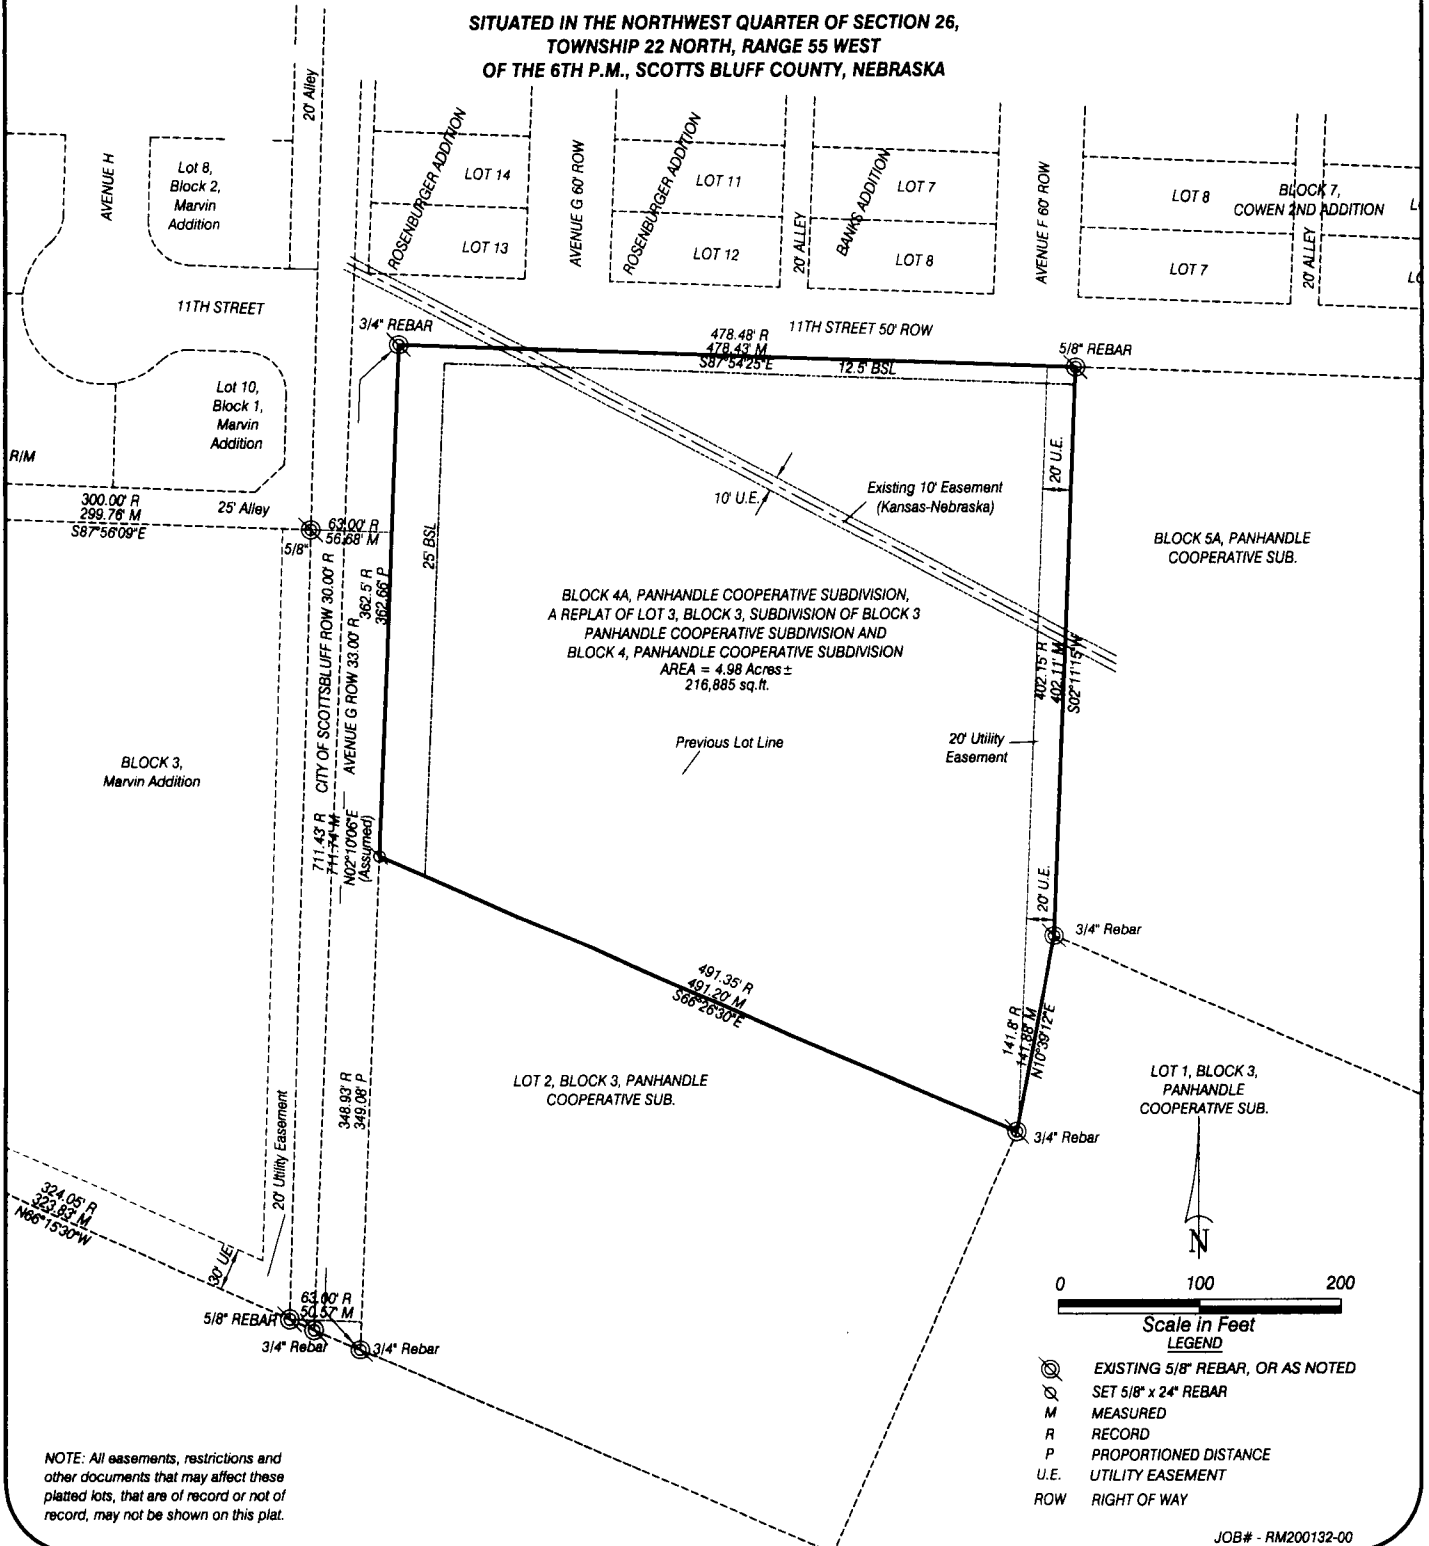 SITUATED IN THE NORTHWEST QUARTER OF SECTION 26,
TOWNSHIP 22 NORTH, RANGE 55 WEST
OF THE 6TH P.M., SCOTTS BLUFF COUNTY, NEBRASKA
20' Alley
AVENUE H
Lot 8,
Block 2,
Marvin
Addition
ROSENBURGER ADDITION
LOT 14
LOT 13
AVENUE G 60' ROW
ROSENBURGER ADDITION
LOT 11
LOT 12
20' ALLEY
BANKS ADDITION
LOT 7
LOT 8
AVENUE F 60' ROW
LOT 8
LOT 7
BLOCK 7,
COWEN 2ND ADDITION
20' ALLEY
11TH STREET
3/4" REBAR
478.48' R
478.43' M
S87°54'25"E
11TH STREET 50' ROW
12.5' BSL
5/8" REBAR
Lot 10,
Block 1,
Marvin
Addition
R/M
300.00' R
299.76' M
S87°56'09"E
25' Alley
5/8"
63.00' R
56.68' M
25' BSL
10' U.E.
Existing 10' Easement
(Kansas-Nebraska)
20' U.E.
BLOCK 5A, PANHANDLE
COOPERATIVE SUB.
362.5' R
362.66' P
CITY OF SCOTTSBLUFF ROW 30.00' R
AVENUE G ROW 33.00' R
BLOCK 4A, PANHANDLE COOPERATIVE SUBDIVISION,
A REPLAT OF LOT 3, BLOCK 3, SUBDIVISION OF BLOCK 3
PANHANDLE COOPERATIVE SUBDIVISION AND
BLOCK 4, PANHANDLE COOPERATIVE SUBDIVISION
AREA = 4.98 Acres±
216,885 sq.ft.
402.15' R
402.11' M
S02°11'15"W
Previous Lot Line
20' Utility
Easement
BLOCK 3,
Marvin Addition
711.43' R
711.74' M
N02°10'06"E
(Assumed)
20' U.E.
3/4" Rebar
491.35' R
491.20' M
S66°26'30"E
141.8' R
141.88' M
N10°39'12"E
LOT 2, BLOCK 3, PANHANDLE
COOPERATIVE SUB.
LOT 1, BLOCK 3,
PANHANDLE
COOPERATIVE SUB.
348.93' R
349.08' P
3/4" Rebar
20' Utility Easement
324.05' R
323.83' M
N66°15'30"W
30' UE
N
63.00' R
50.57' M
5/8" REBAR
3/4" Rebar
3/4" Rebar
0 100 200
Scale in Feet
LEGEND
EXISTING 5/8" REBAR, OR AS NOTED
SET 5/8" x 24" REBAR
M MEASURED
R RECORD
P PROPORTIONED DISTANCE
U.E. UTILITY EASEMENT
ROW RIGHT OF WAY
NOTE: All easements, restrictions and
other documents that may affect these
platted lots, that are of record or not of
record, may not be shown on this plat.
JOB# - RM200132-00